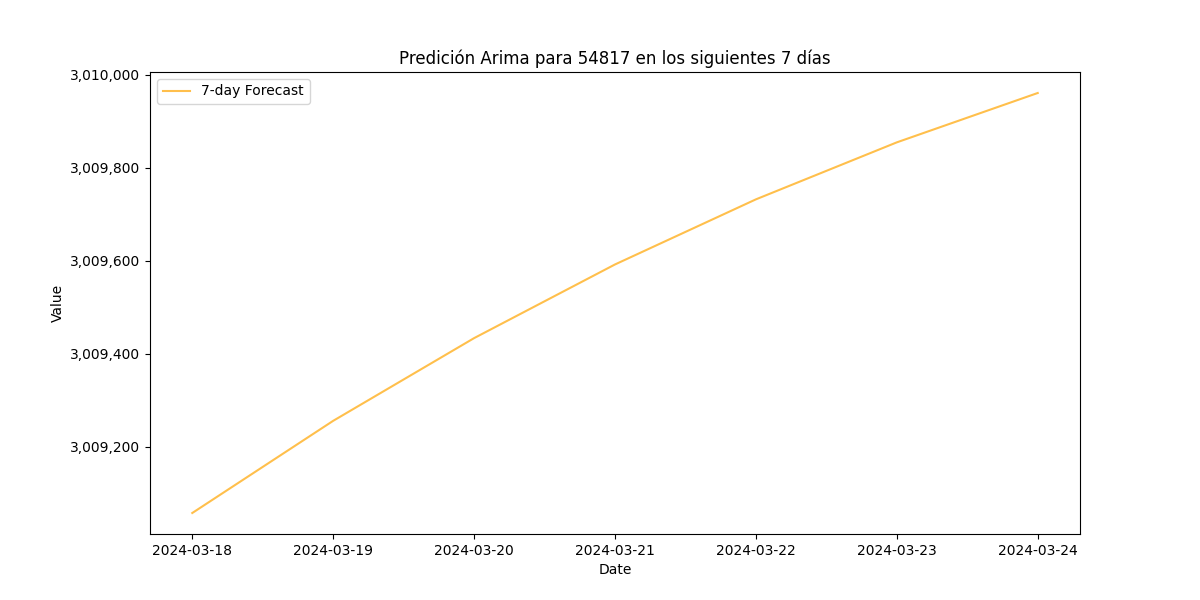 Predición Arima para 54817 en los siguientes 7 días
7-day Forecast
3,010,000
3,009,800
3,009,600
3,009,400
3,009,200
Value
2024-03-18 2024-03-19 2024-03-20 2024-03-21 2024-03-22 2024-03-23 2024-03-24
Date